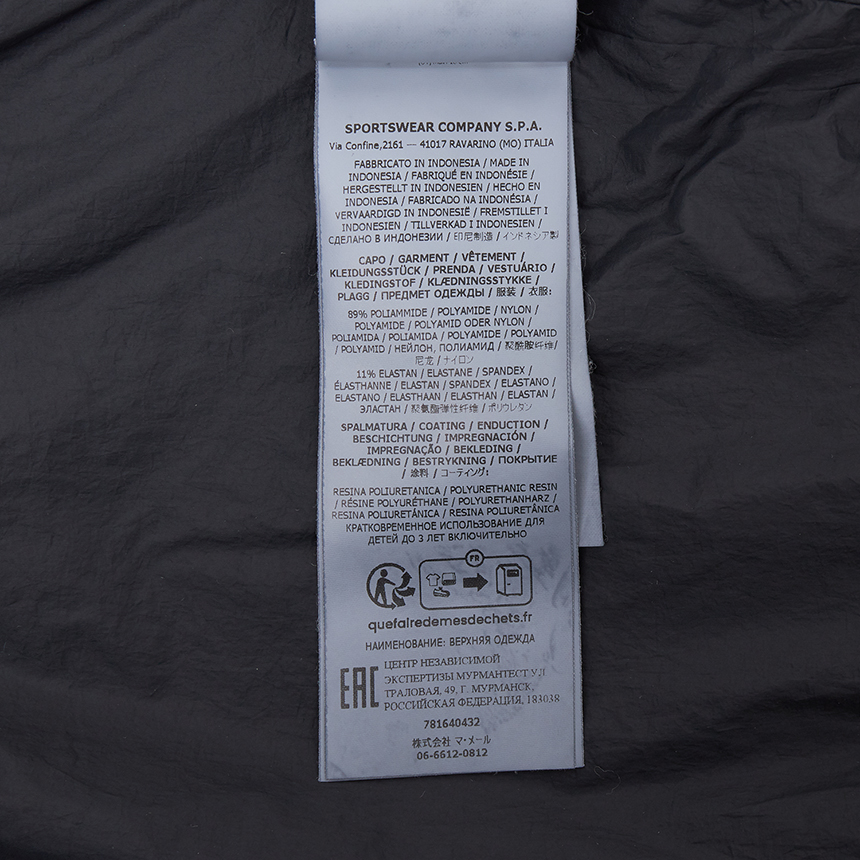 SPORTSWEAR COMPANY S.P.A.
Via Confine,2161 — 41017 RAVARINO (MO) ITALIA
FABBRICATO IN INDONESIA / MADE IN
INDONESIA / FABRIQUÉ EN INDONÉSIE /
HERGESTELLT IN INDONESIEN / HECHO EN
INDONESIA / FABRICADO NA INDONÉSIA /
VERVAARDIGD IN INDONESIË / FREMSTILLET I
INDONESIEN / TILLVERKAD I INDONESIEN /
СДЕЛАНО В ИНДОНЕЗИИ / 印尼制造 / インドネシア製
CAPO / GARMENT / VÊTEMENT /
KLEIDUNGSSTÜCK / PRENDA / VESTUÁRIO /
KLEDINGSTOF / KLÆDNINGSSTYKKE /
PLAGG / ПРЕДМЕТ ОДЕЖДЫ / 服装 / 衣服:
89% POLIAMMIDE / POLYAMIDE / NYLON /
POLYAMIDE / POLYAMID ODER NYLON /
POLIAMIDA / POLIAMIDA / POLYAMIDE / POLYAMID
/ POLYAMID / НЕЙЛОН, ПОЛИАМИД / 聚酰胺纤维/
尼龙 / ナイロン
11% ELASTAN / ELASTANE / SPANDEX /
ÉLASTHANNE / ELASTAN / SPANDEX / ELASTANO /
ELASTANO / ELASTHAAN / ELASTHAN / ELASTAN /
ЭЛАСТАН / 聚氨酯弹性纤维 / ポリウレタン
SPALMATURA / COATING / ENDUCTION /
BESCHICHTUNG / IMPREGNACIÓN /
IMPREGNAÇÃO / BEKLEDING /
BEKLÆDNING / BESTRYKNING / ПОКРЫТИЕ
/ 涂料 / コーティング:
RESINA POLIURETANICA / POLYURETHANIC RESIN
/ RÉSINE POLYURÉTHANE / POLYURETHANHARZ /
RESINA POLIURETÁNICA / RESINA POLIURETÂNICA
КРАТКОВРЕМЕННОЕ ИСПОЛЬЗОВАНИЕ ДЛЯ
ДЕТЕЙ ДО 3 ЛЕТ ВКЛЮЧИТЕЛЬНО
FR
quefairedemesdechets.fr
НАИМЕНОВАНИЕ: ВЕРХНЯЯ ОДЕЖДА
EAC
ЦЕНТР НЕЗАВИСИМОЙ
ЭКСПЕРТИЗЫ МУРМАНТЕСТ УЛ
ТРАЛОВАЯ, 49, Г. МУРМАНСК,
РОССИЙСКАЯ ФЕДЕРАЦИЯ, 183038
781640432
株式会社 マ・メール
06-6612-0812